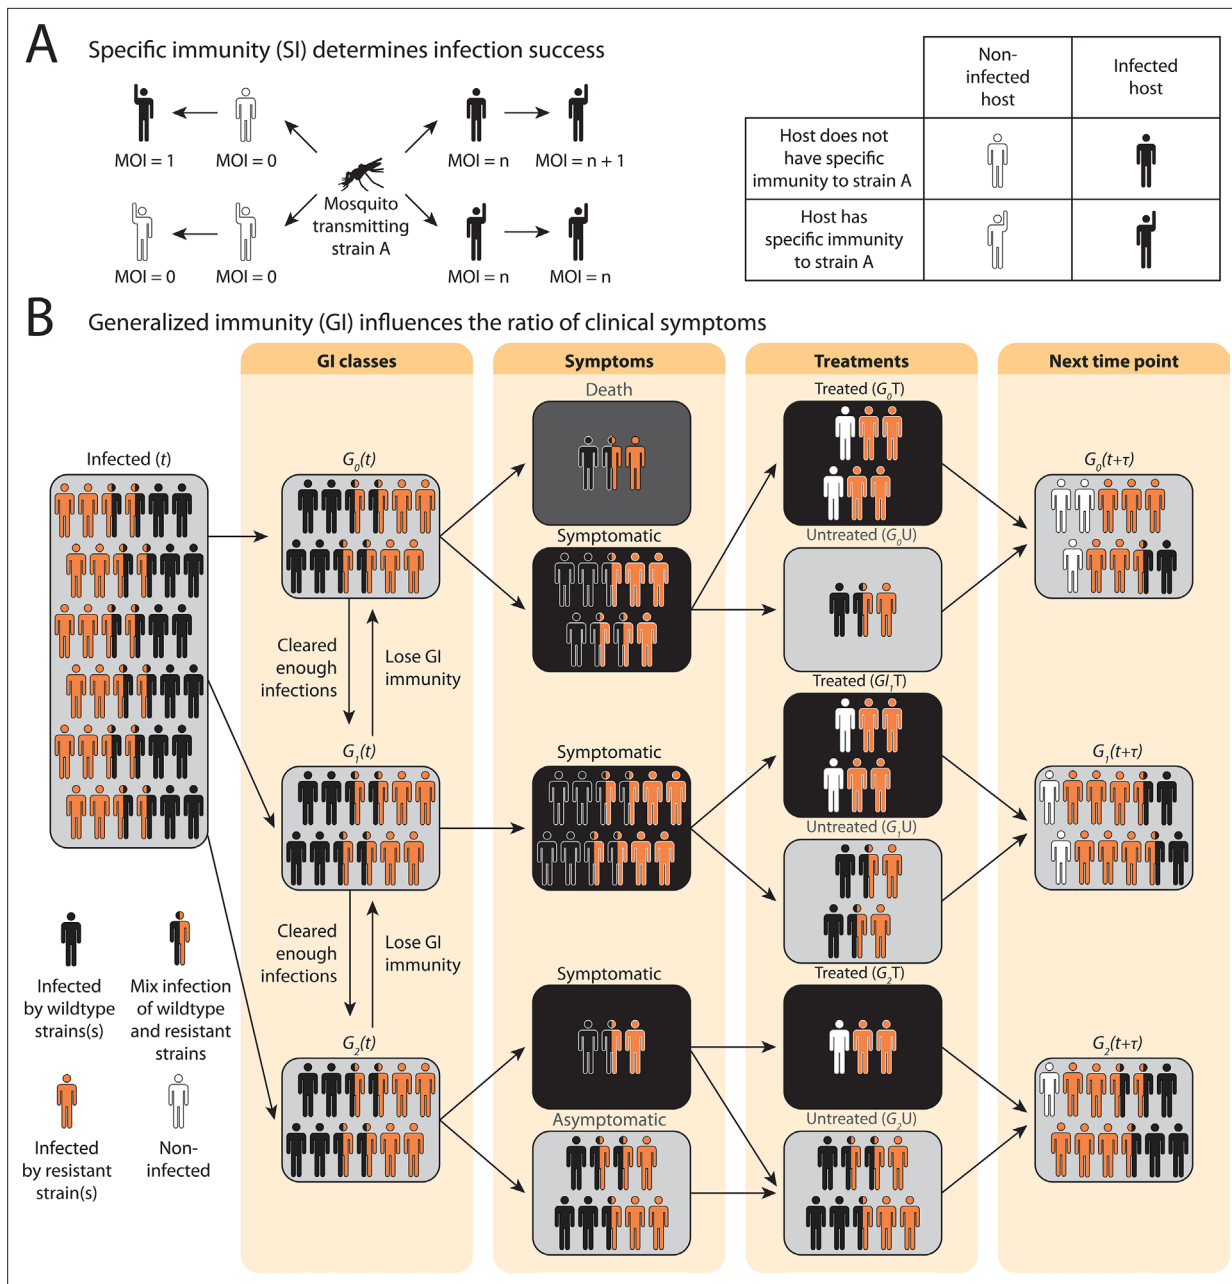 A
Specific immunity (SI) determines infection success
MOI = 1
MOI = 0
MOI = n
MOI = n + 1
Mosquito
transmitting
strain A
MOI = 0
MOI = 0
MOI = n
MOI = n
Non-
infected
host
Infected
host
Host does not
have specific
immunity to strain A
Host has
specific immunity
to strain A
B
Generalized immunity (GI) influences the ratio of clinical symptoms
GI classes
Symptoms
Treatments
Next time point
Infected (t)
G0(t)
Death
Symptomatic
Treated (G0T)
Untreated (G0U)
G0(t+τ)
Cleared
enough
infections
Lose GI
immunity
G1(t)
Symptomatic
Treated (GI1T)
Untreated (G1U)
G1(t+τ)
Cleared
enough
infections
Lose GI
immunity
G2(t)
Symptomatic
Asymptomatic
Treated (G2T)
Untreated (G2U)
G2(t+τ)
Infected
by wildtype
strains(s)
Mix infection
of wildtype
and resistant
strains
Infected
by resistant
strain(s)
Non-
infected